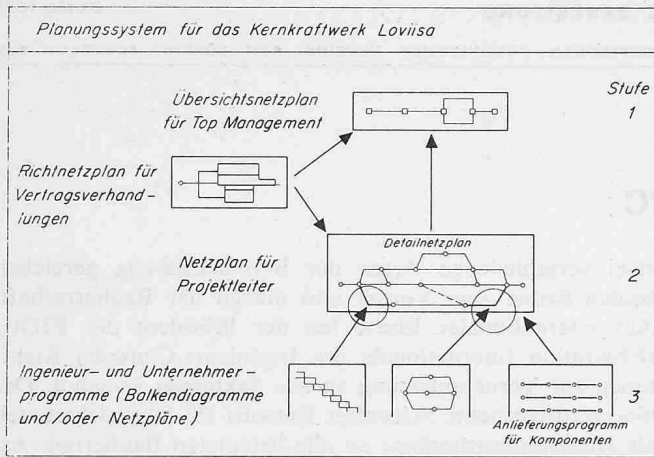 Planungssystem für das Kernkraftwerk Loviisa
Stufe
Übersichtsnetzplan
für Top Management
1
Richtnetzplan für
Vertragsverhand-
lungen
Detailnetzplan
Netzplan für
Projektleiter
2
Ingenieur- und Unternehmer-
programme (Balkendiagramme
und/oder Netzpläne)
3
Anlieferungsprogramm
für Komponenten